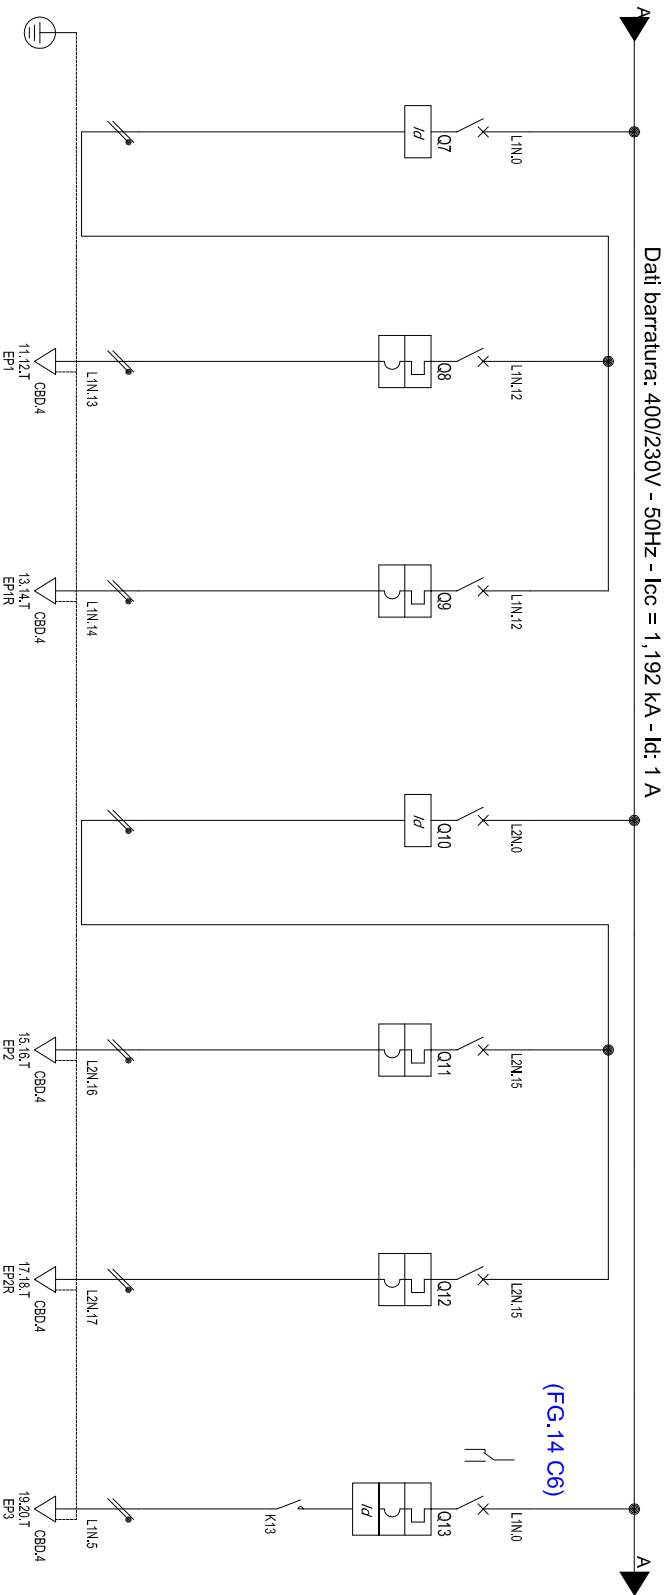 A
A
Dati barratura: 400/230V - 50Hz - Icc = 1,192 kA - Id: 1 A
(FG.14 C6)
L1N.0
Q7
Id
L1N.12
Q8
L1N.13
CBD.4
11.12.T
EP1
L1N.12
Q9
L1N.14
CBD.4
13.14.T
EP1R
L2N.0
Q10
Id
L2N.15
Q11
L2N.16
CBD.4
15.16.T
EP2
L2N.15
Q12
L2N.17
CBD.4
17.18.T
EP2R
L1N.0
Q13
Id
K13
L1N.5
CBD.4
19.20.T
EP3